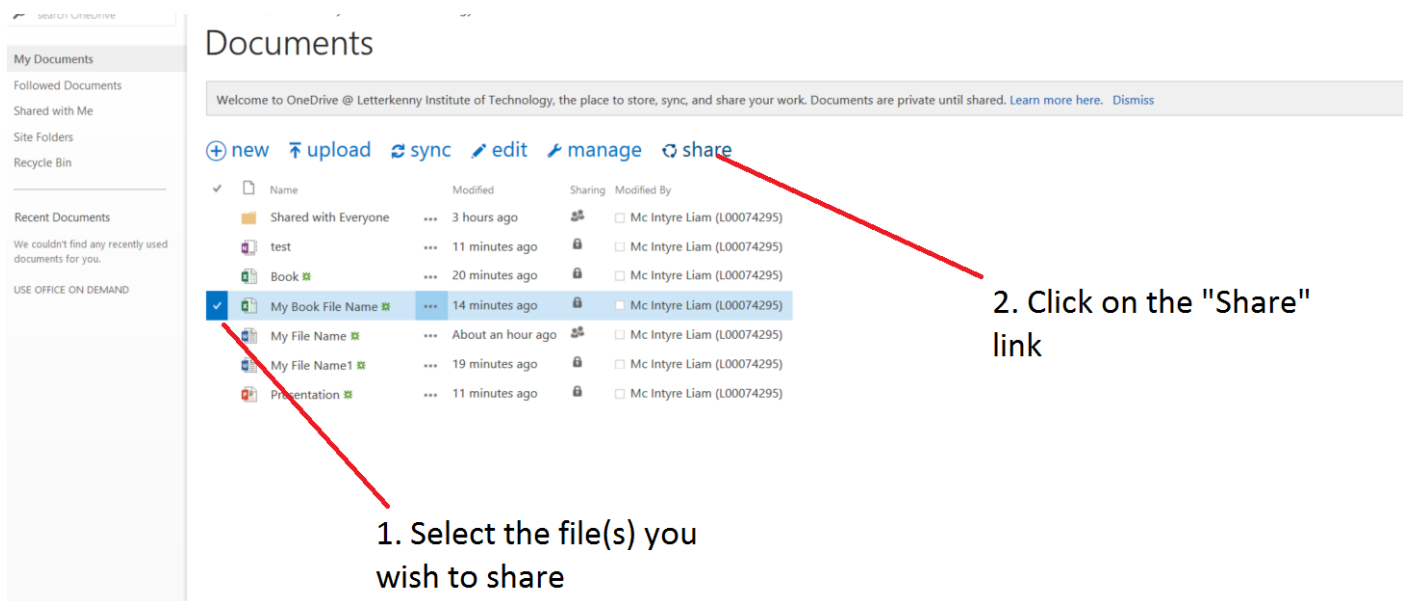 search OneDrive
Documents
My Documents
Followed Documents
Shared with Me
Site Folders
Recycle Bin
Recent Documents
We couldn't find any recently used
documents for you.
USE OFFICE ON DEMAND
Welcome to OneDrive @ Letterkenny Institute of Technology, the place to store, sync, and share your work. Documents are private until shared. Learn more here. Dismiss
new upload sync edit manage share
Name Modified Sharing Modified By
Shared with Everyone ... 3 hours ago Mc Intyre Liam (L00074295)
test ... 11 minutes ago Mc Intyre Liam (L00074295)
Book ... 20 minutes ago Mc Intyre Liam (L00074295)
My Book File Name ... 14 minutes ago Mc Intyre Liam (L00074295)
My File Name ... About an hour ago Mc Intyre Liam (L00074295)
My File Name1 ... 19 minutes ago Mc Intyre Liam (L00074295)
Presentation ... 11 minutes ago Mc Intyre Liam (L00074295)
2. Click on the "Share"
link
1. Select the file(s) you
wish to share